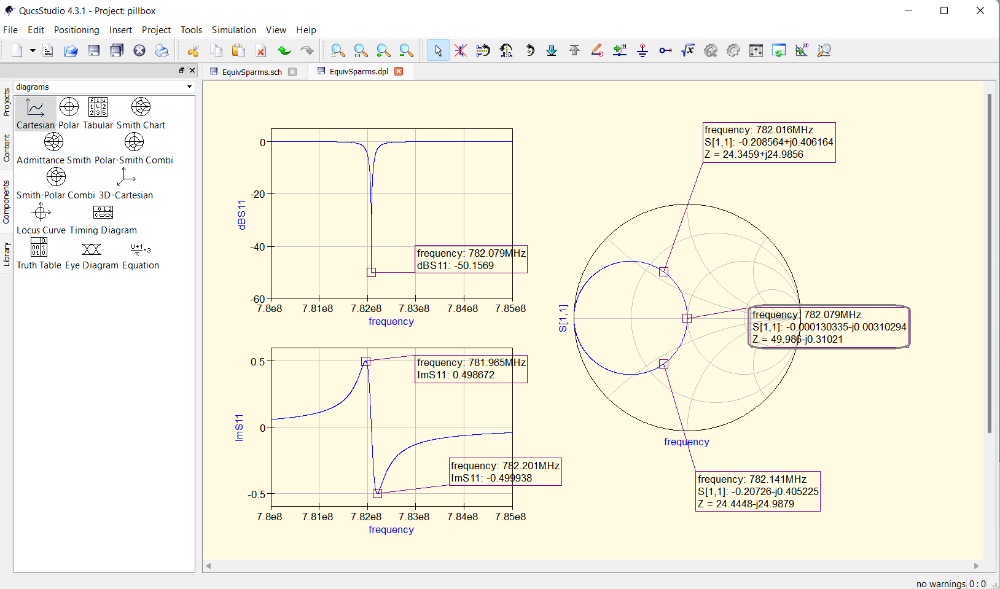 QucsStudio 4.3.1 - Project: pillbox
File Edit Positioning Insert Project Tools Simulation View Help
EquivSparms.sch
EquivSparms.dpl
Projects
Content
Components
Library
diagrams
Cartesian Polar Tabular Smith Chart
Admittance Smith Polar-Smith Combi
Smith-Polar Combi 3D-Cartesian
Locus Curve Timing Diagram
Truth Table Eye Diagram Equation
dBS11
0
-20
-40
-60
7.8e8 7.81e8 7.82e8 7.83e8 7.84e8 7.85e8
frequency
frequency: 782.079MHz
dBS11: -50.1569
ImS11
0.5
0
-0.5
7.8e8 7.81e8 7.82e8 7.83e8 7.84e8 7.85e8
frequency
frequency: 781.965MHz
ImS11: 0.498672
frequency: 782.201MHz
ImS11: -0.499938
frequency: 782.016MHz
S[1,1]: -0.208564+j0.406164
Z = 24.3459+j24.9856
S[1,1]
frequency: 782.079MHz
S[1,1]: -0.000130335-j0.00310294
Z = 49.986-j0.31021
frequency
frequency: 782.141MHz
S[1,1]: -0.20726-j0.405225
Z = 24.4448-j24.9879
no warnings 0 : 0